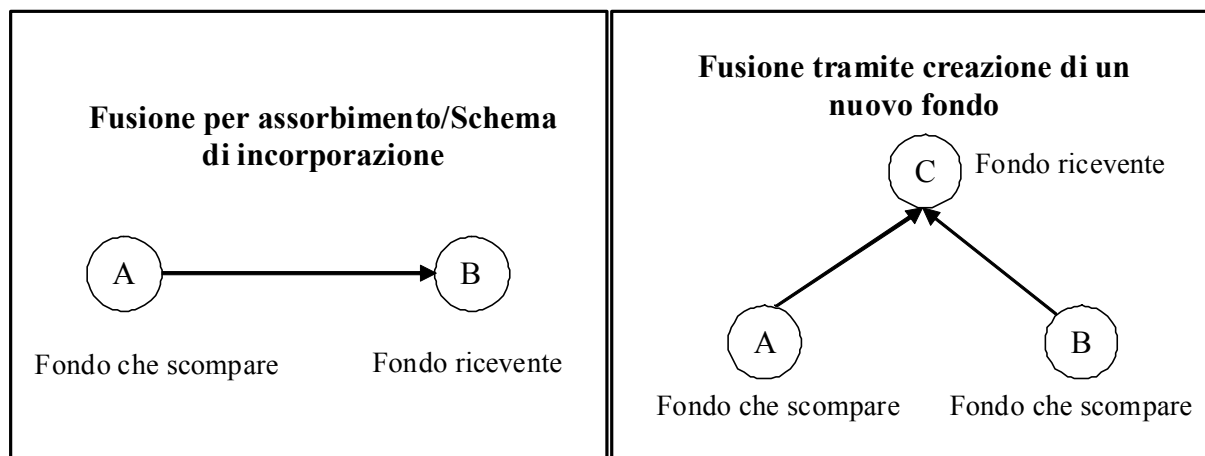 Fusione per assorbimento/Schema
di incorporazione
A
B
Fondo che scompare
Fondo ricevente
Fusione tramite creazione di un
nuovo fondo
C
Fondo ricevente
A
B
Fondo che scompare
Fondo che scompare